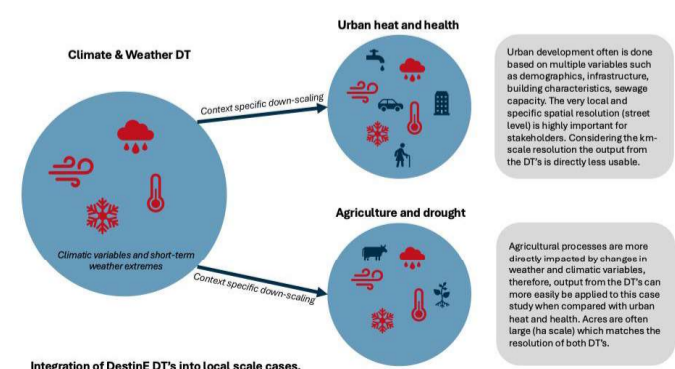 Urban heat and health
Climate & Weather DT
Context specific down-scaling
Urban development often is done
based on multiple variables such
as demographics, infrastructure,
building characteristics, sewage
capacity. The very local and
specific spatial resolution (street
level) is highly important for
stakeholders. Considering the km-
scale resolution the output from
the DT's is directly less usable.
Climatic variables and short-term
weather extremes
Context specific down-scaling
Agriculture and drought
Agricultural processes are more
directly impacted by changes in
weather and climatic variables,
therefore, output from the DT's can
more easily be applied to this case
study when compared with urban
heat and health. Acres are often
large (ha scale) which matches the
resolution of both DT's.
Integration of DestinE DT's into local scale cases.